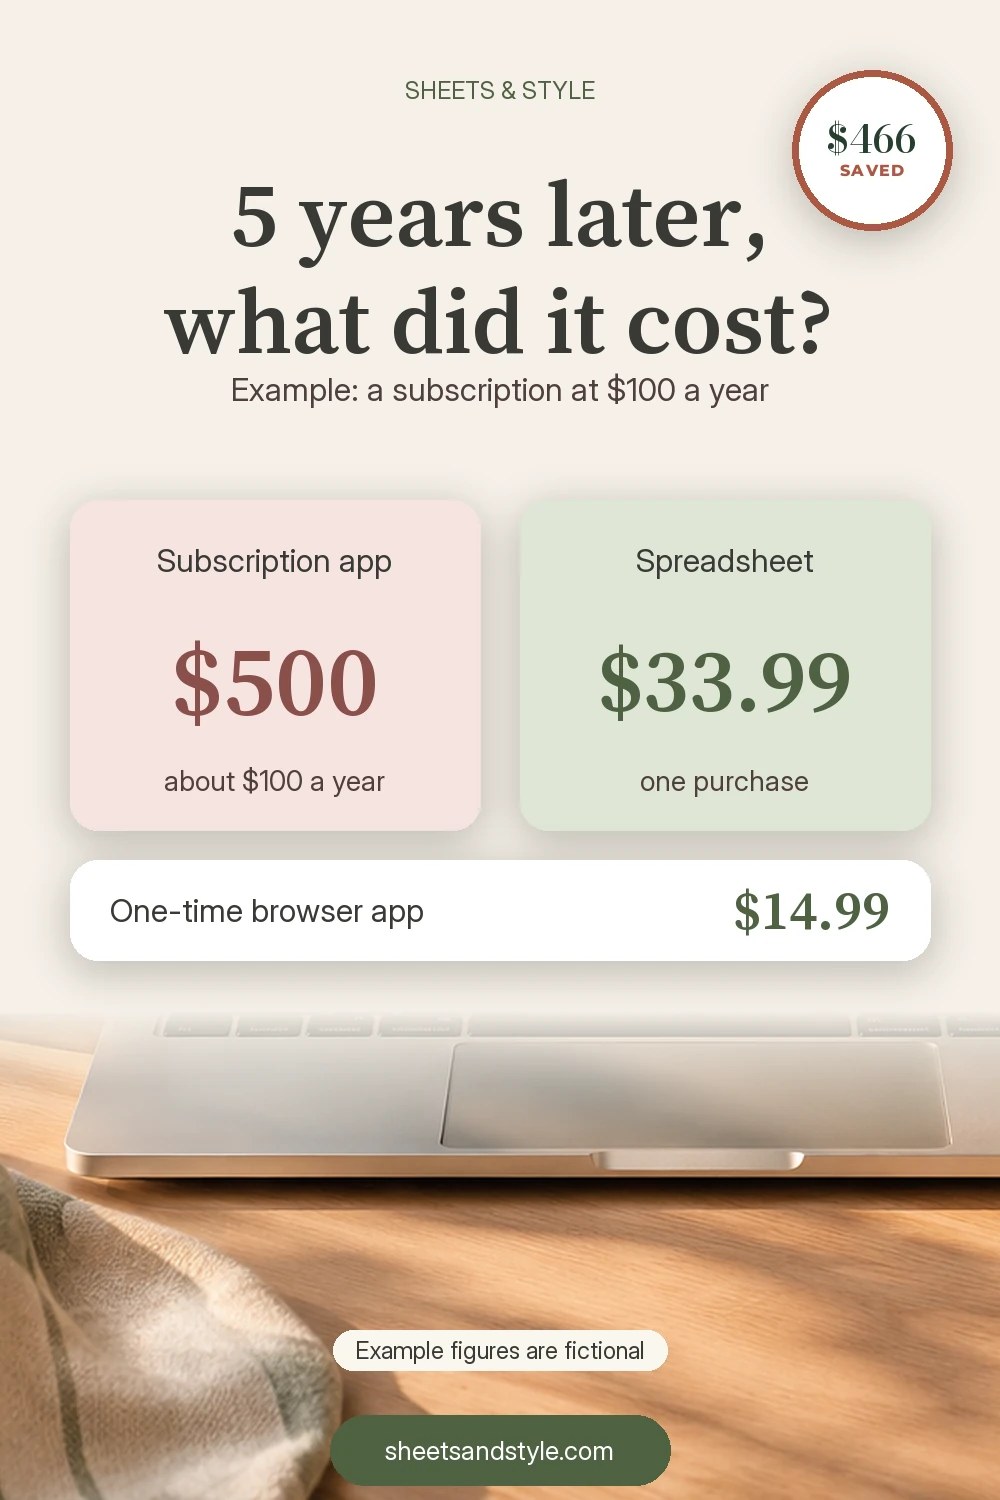 SHEETS & STYLE
$466
SAVED
5 years later,
what did it cost?
Example: a subscription at $100 a year
Subscription app
$500
about $100 a year
Spreadsheet
$33.99
one purchase
One-time browser app
$14.99
Example figures are fictional
sheetsandstyle.com